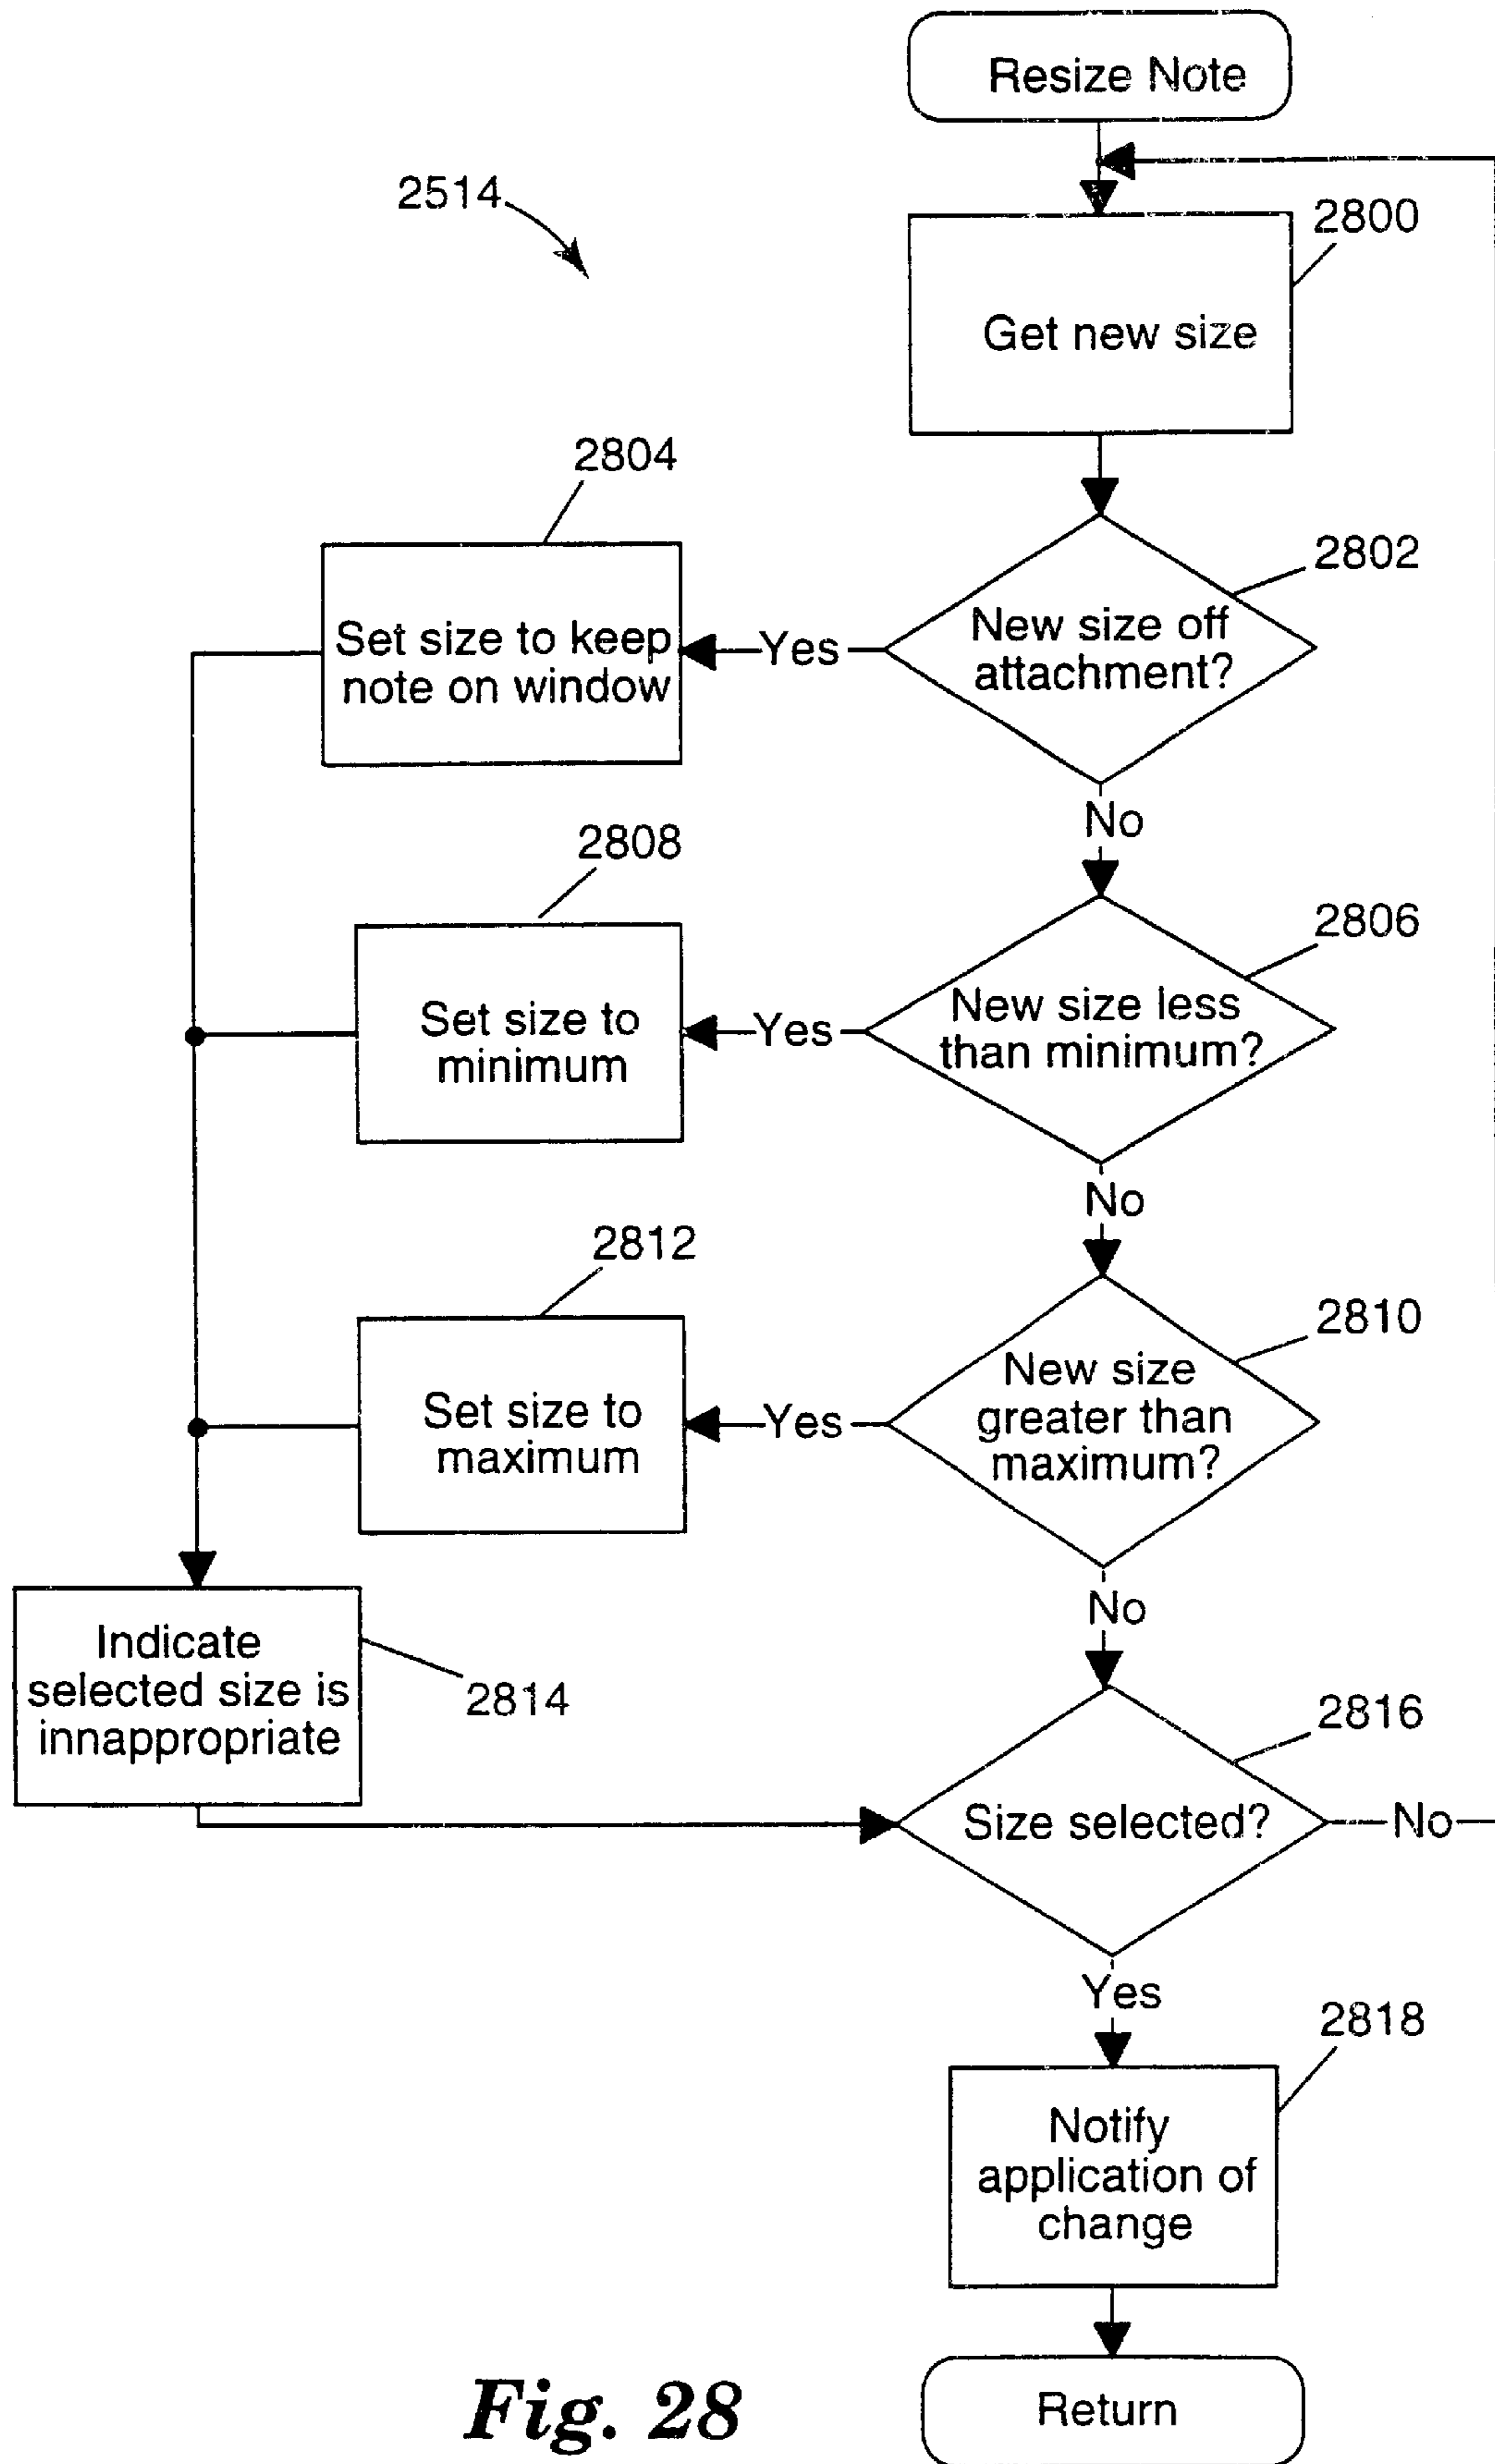 Resize Note
2514
2800
Get new size
2804
Set size to keep
note on window
Yes
2802
New size off
attachment?
No
2808
Set size to
minimum
Yes
2806
New size less
than minimum?
No
2812
Set size to
maximum
Yes
2810
New size
greater than
maximum?
No
Indicate
selected size is
innappropriate
2814
2816
Size selected?
No
Yes
2818
Notify
application of
change
Return
Fig. 28